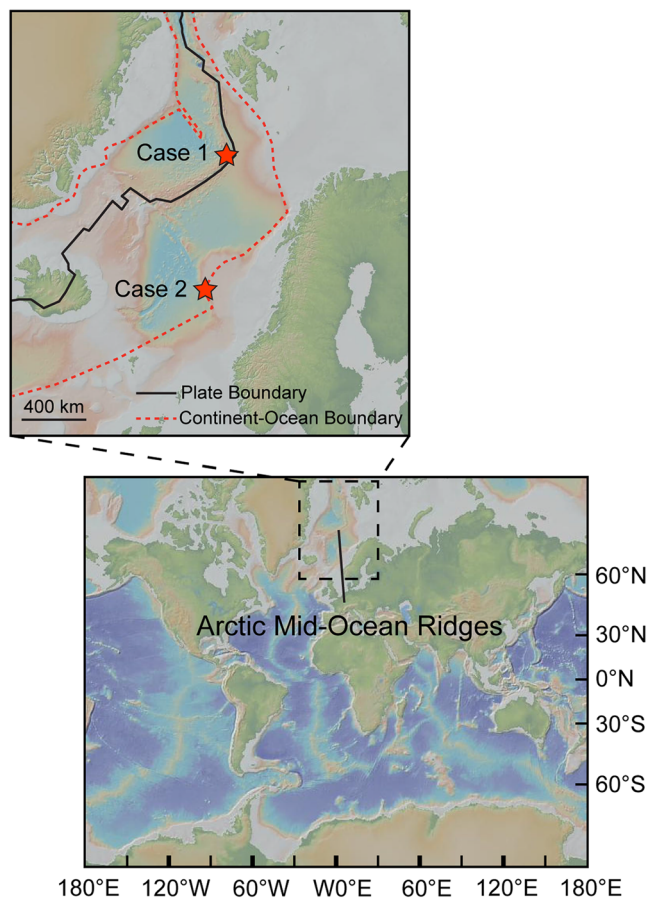 Case 1
Case 2
Plate Boundary
400 km
Continent-Ocean Boundary
60°N
Arctic Mid-Ocean Ridges
30°N
0°N
30°S
60°S
180°E 120°W 60°W W0°E 60°E 120°E 180°E